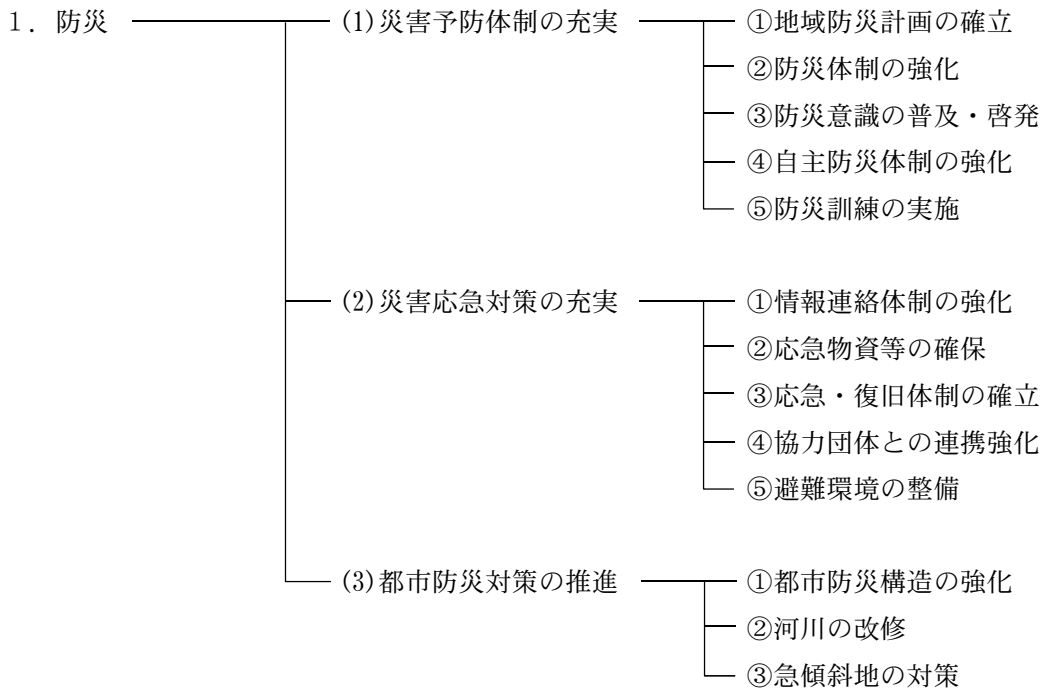 １．防災
(1)災害予防体制の充実
①地域防災計画の確立
②防災体制の強化
③防災意識の普及・啓発
④自主防災体制の強化
⑤防災訓練の実施
(2)災害応急対策の充実
①情報連絡体制の強化
②応急物資等の確保
③応急・復旧体制の確立
④協力団体との連携強化
⑤避難環境の整備
(3)都市防災対策の推進
①都市防災構造の強化
②河川の改修
③急傾斜地の対策